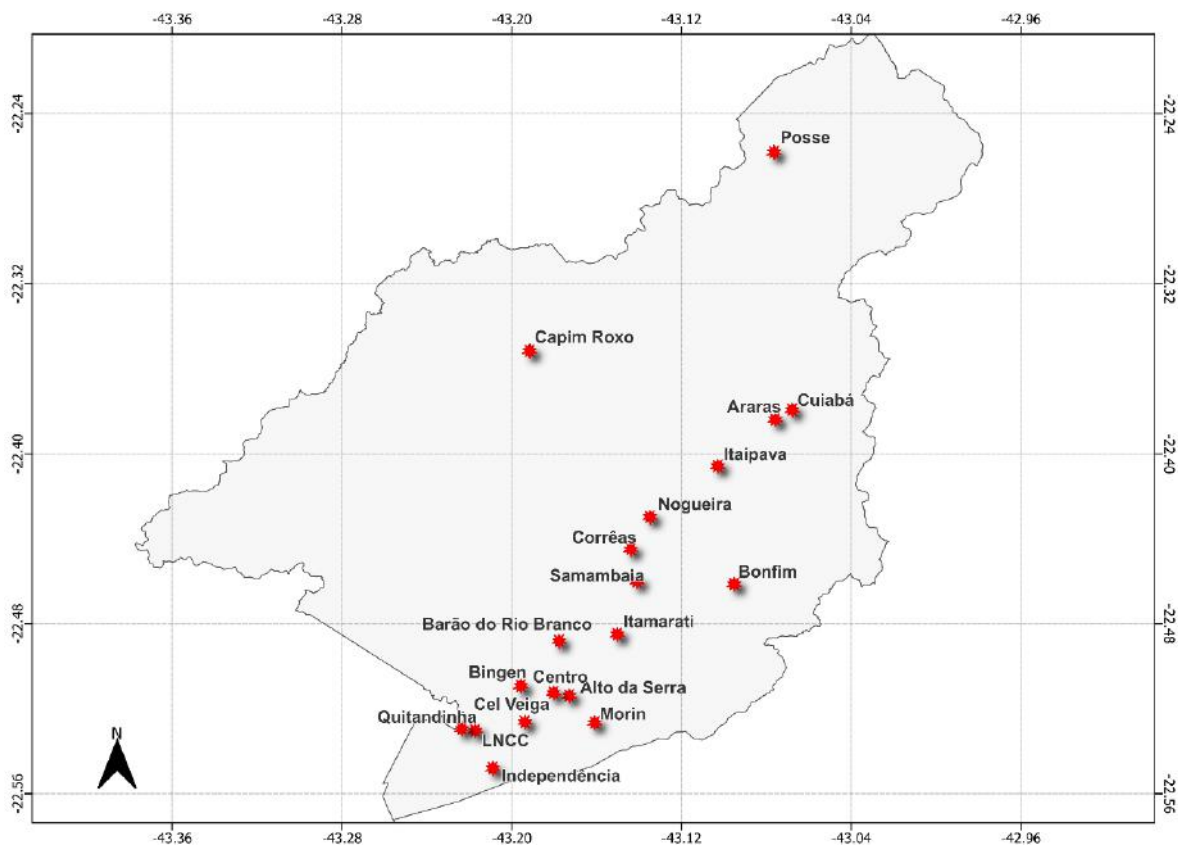 -43.36
-43.28
-43.20
-43.12
-43.04
-42.96
-22.24
-22.24
Posse
-22.32
-22.32
Capim Roxo
Araras
Cuiabá
-22.40
Itaipava
-22.40
Nogueira
Corrêas
Samambaia
Bonfim
-22.48
Barão do Rio Branco
Itamarati
-22.48
Bingen
Centro
Alto da Serra
Cel Veiga
Quitandinha
Morin
LNCC
N
Independência
-22.56
-22.56
-43.36
-43.28
-43.20
-43.12
-43.04
-42.96